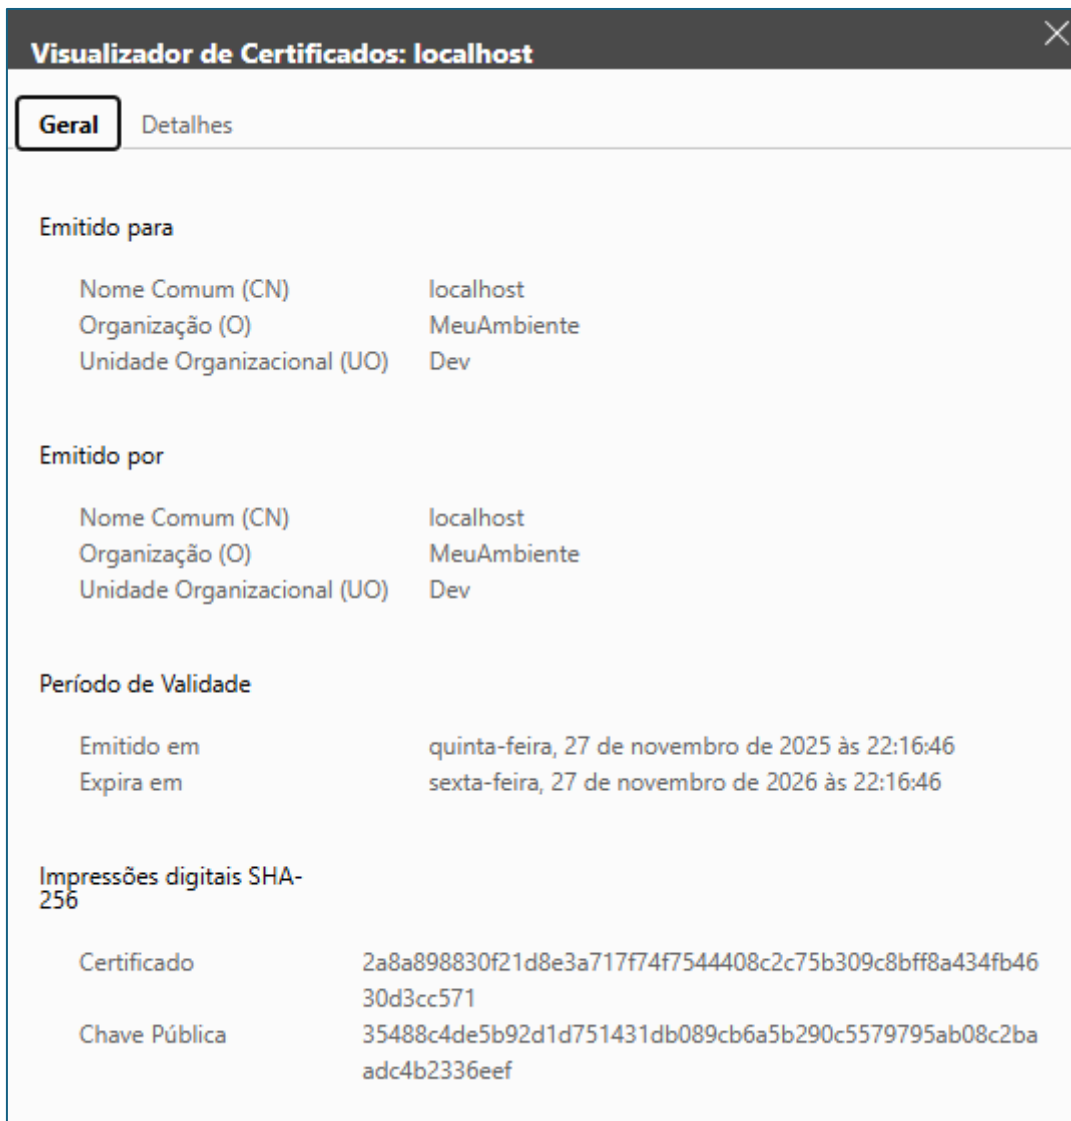 Visualizador de Certificados: localhost
Geral Detalhes
Emitido para
Nome Comum (CN) localhost
Organização (O) MeuAmbiente
Unidade Organizacional (UO) Dev
Emitido por
Nome Comum (CN) localhost
Organização (O) MeuAmbiente
Unidade Organizacional (UO) Dev
Período de Validade
Emitido em quinta-feira, 27 de novembro de 2025 às 22:16:46
Expira em sexta-feira, 27 de novembro de 2026 às 22:16:46
Impressões digitais SHA-
256
Certificado 2a8a898830f21d8e3a717f74f7544408c2c75b309c8bff8a434fb46
30d3cc571
Chave Pública 35488c4de5b92d1d751431db089cb6a5b290c5579795ab08c2ba
adc4b2336eef